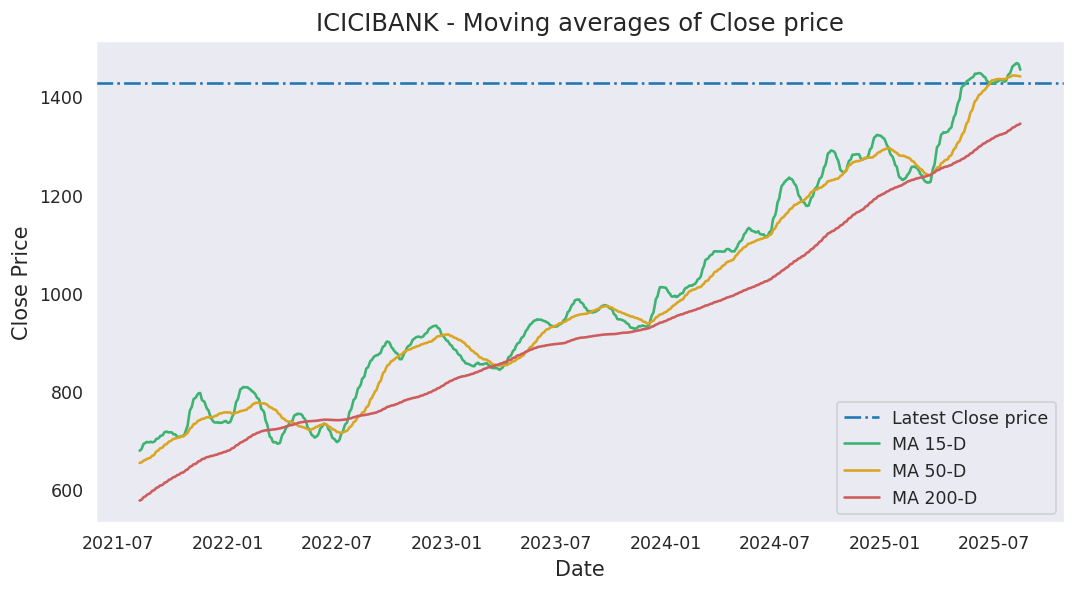 ICICIBANK - Moving averages of Close price
Close Price
1400
1200
1000
800
600
Latest Close price
MA 15-D
MA 50-D
MA 200-D
2021-07 2022-01 2022-07 2023-01 2023-07 2024-01 2024-07 2025-01 2025-07
Date